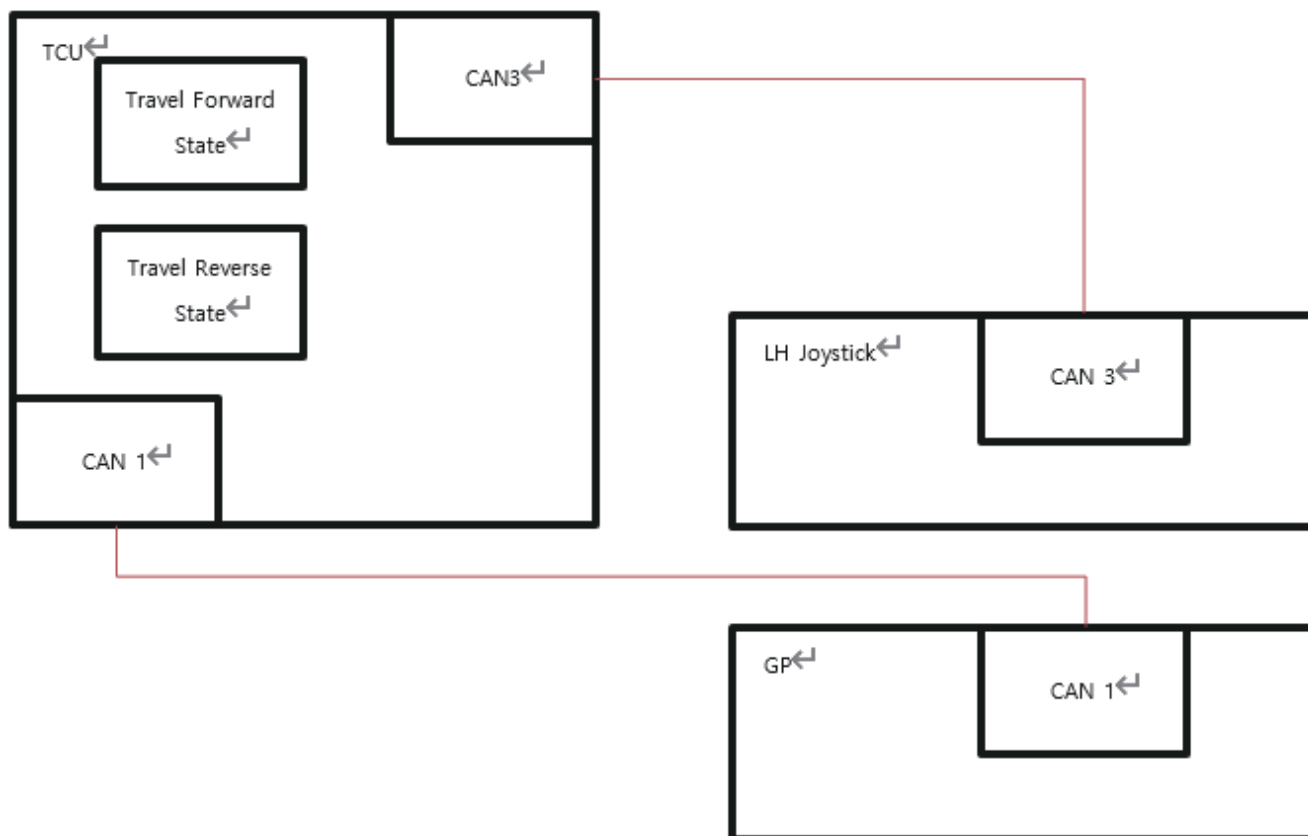 TCU↵
CAN3↵
Travel Forward
State↵
Travel Reverse
State↵
CAN 1↵
LH Joystick↵
CAN 3↵
GP↵
CAN 1↵